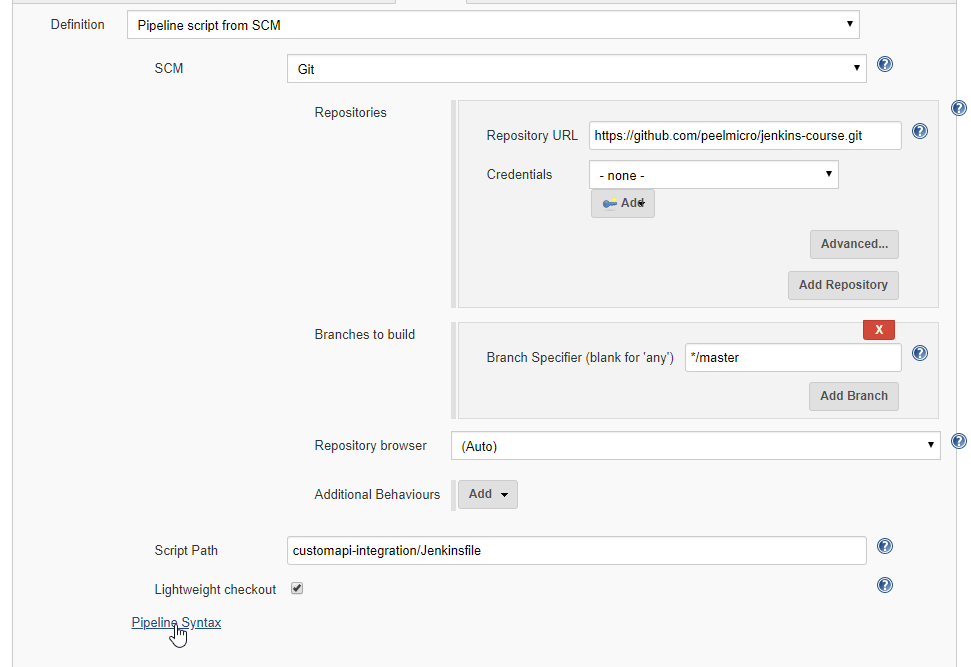 Definition
Pipeline script from SCM
SCM
Git
Repositories
Repository URL
https://github.com/peelmicro/jenkins-course.git
Credentials
- none -
Add
Advanced...
Add Repository
Branches to build
X
Branch Specifier (blank for 'any')
*/master
Add Branch
Repository browser
(Auto)
Additional Behaviours
Add
Script Path
customapi-integration/Jenkinsfile
Lightweight checkout
Pipeline Syntax